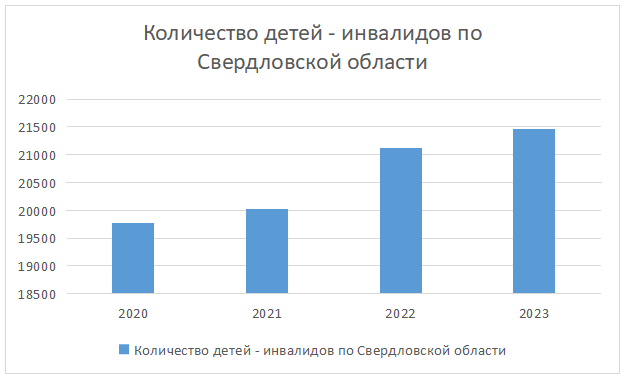 Количество детей - инвалидов по
Свердловской области
22000
21500
21000
20500
20000
19500
19000
18500
2020 2021 2022 2023
Количество детей - инвалидов по Свердловской области